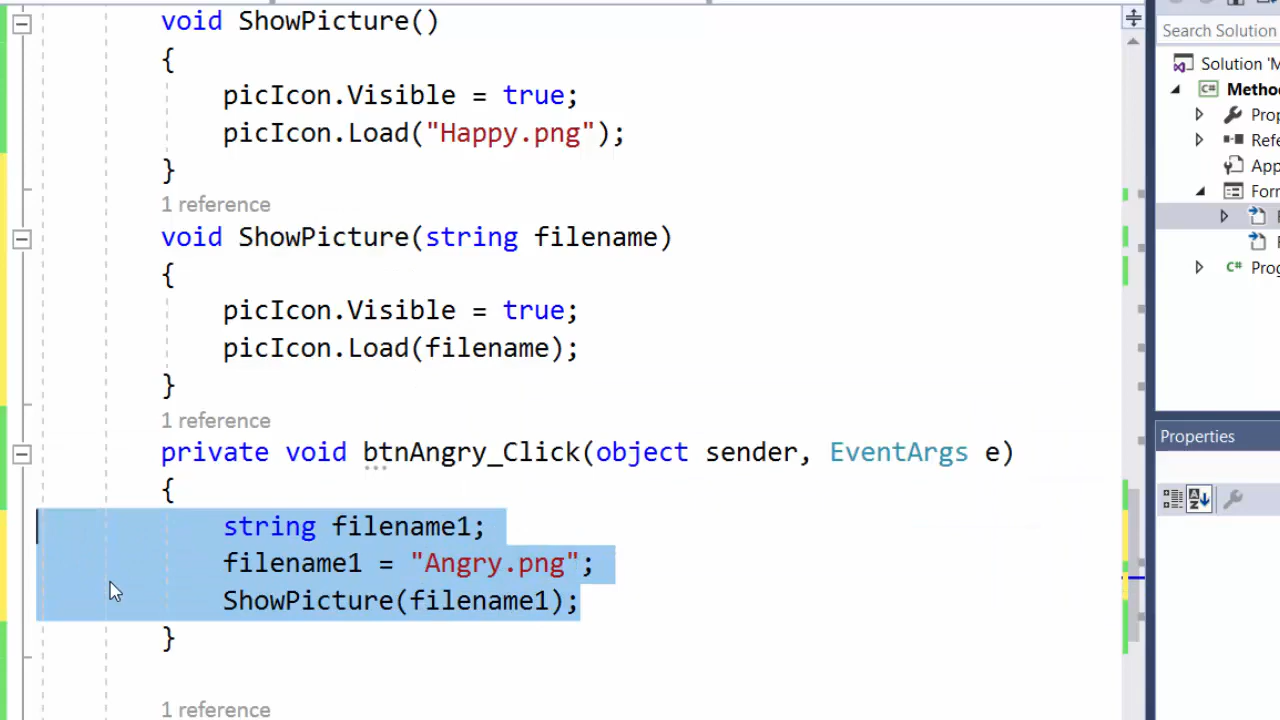 void ShowPicture()
{
picIcon.Visible = true;
picIcon.Load("Happy.png");
}
1 reference
void ShowPicture(string filename)
{
picIcon.Visible = true;
picIcon.Load(filename);
}
1 reference
private void btnAngry_Click(object sender, EventArgs e)
{
string filename1;
filename1 = "Angry.png";
ShowPicture(filename1);
}
1 reference
Search Solution
Solution 'M
C# Metho
Prop
Refe
App
Form
C# Prog
Properties